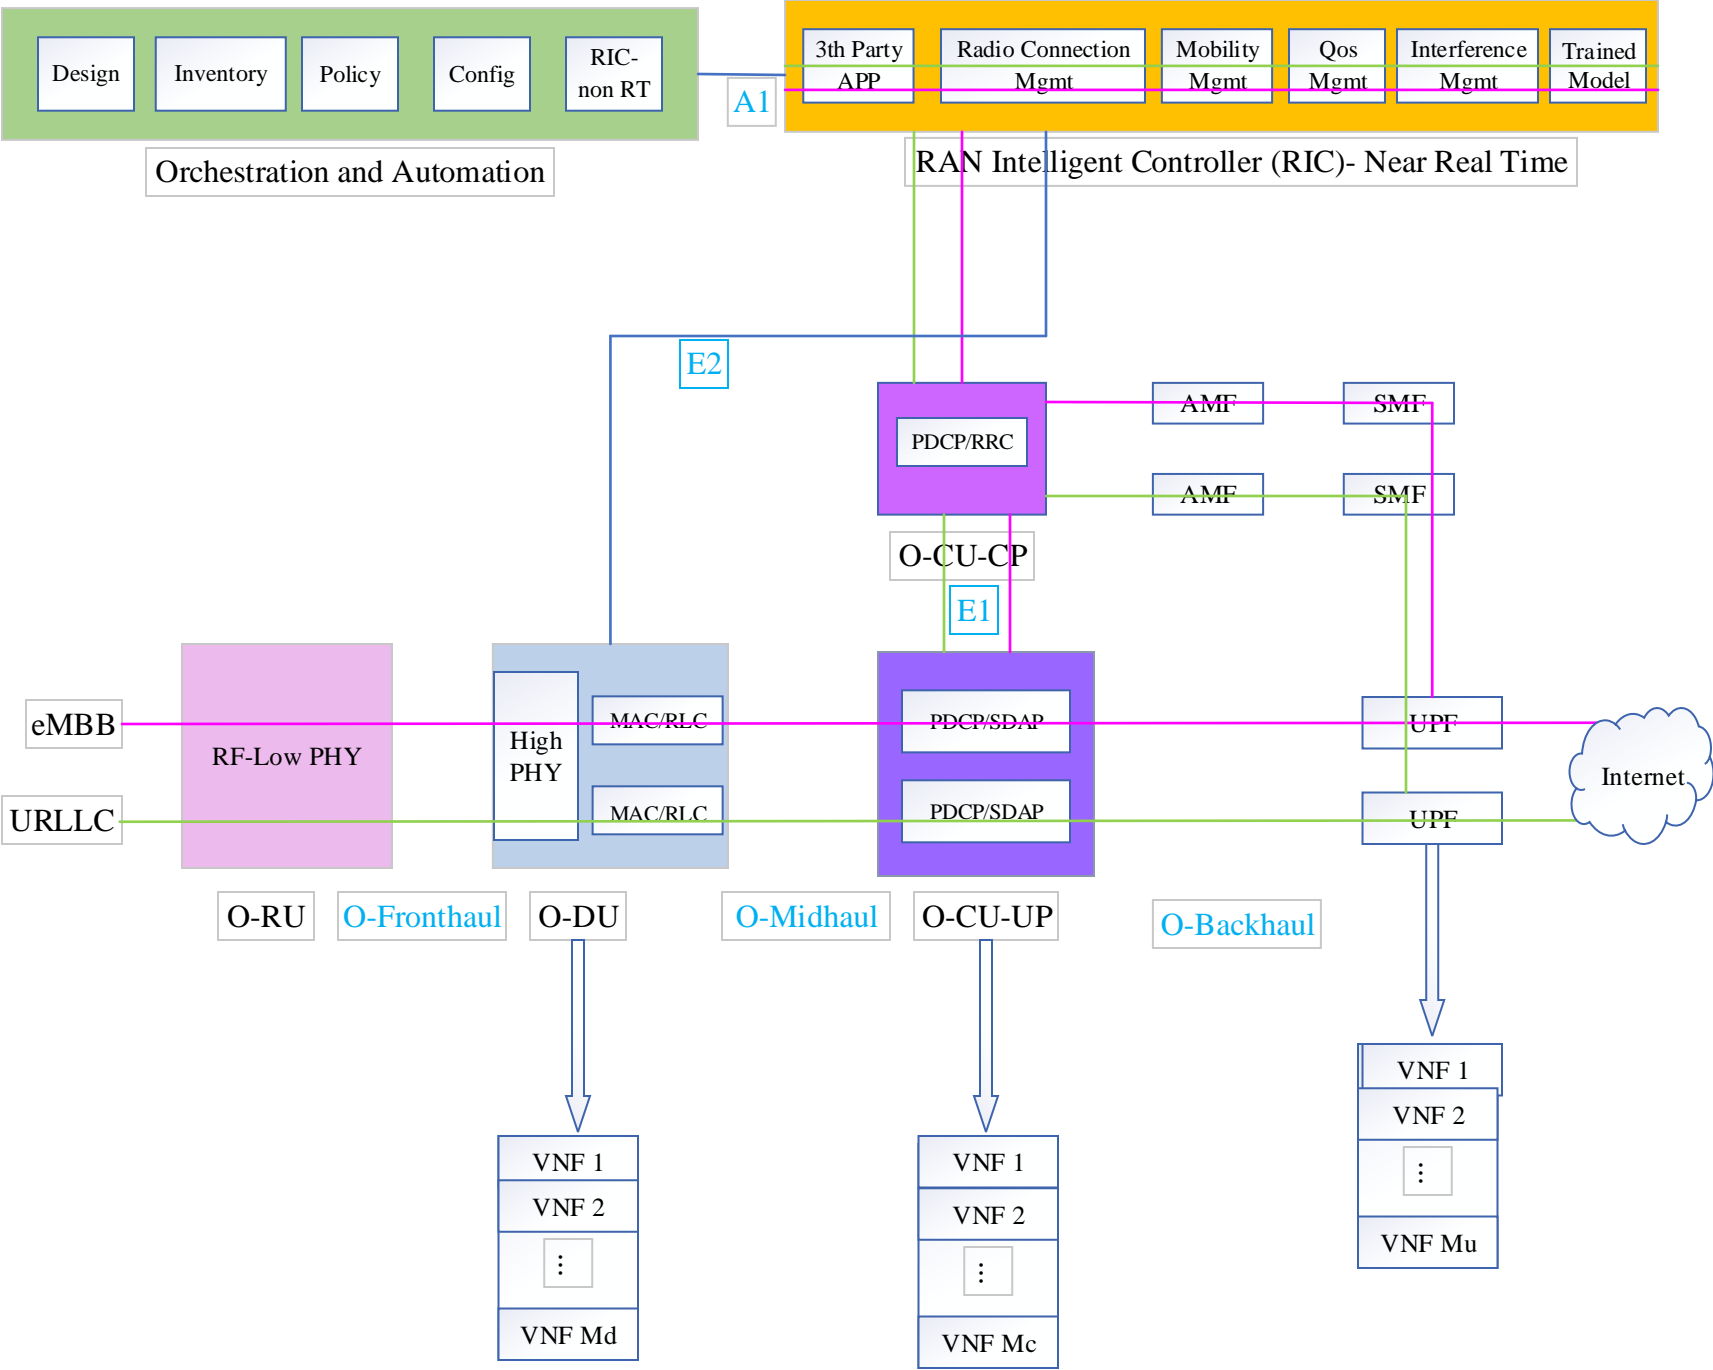 Design
Inventory
Policy
Config
RIC-
non RT
A1
3th Party
APP
Radio Connection
Mgmt
Mobility
Mgmt
Qos
Mgmt
Interference
Mgmt
Trained
Model
Orchestration and Automation
RAN Intelligent Controller (RIC)- Near Real Time
E2
PDCP/RRC
AMF
SMF
AMF
SMF
O-CU-CP
E1
eMBB
URLLC
RF-Low PHY
High
PHY
MAC/RLC
MAC/RLC
PDCP/SDAP
PDCP/SDAP
UPF
UPF
Internet
O-RU
O-Fronthaul
O-DU
O-Midhaul
O-CU-UP
O-Backhaul
VNF 1
VNF 2
...
VNF Md
VNF 1
VNF 2
...
VNF Mc
VNF 1
VNF 2
...
VNF Mu